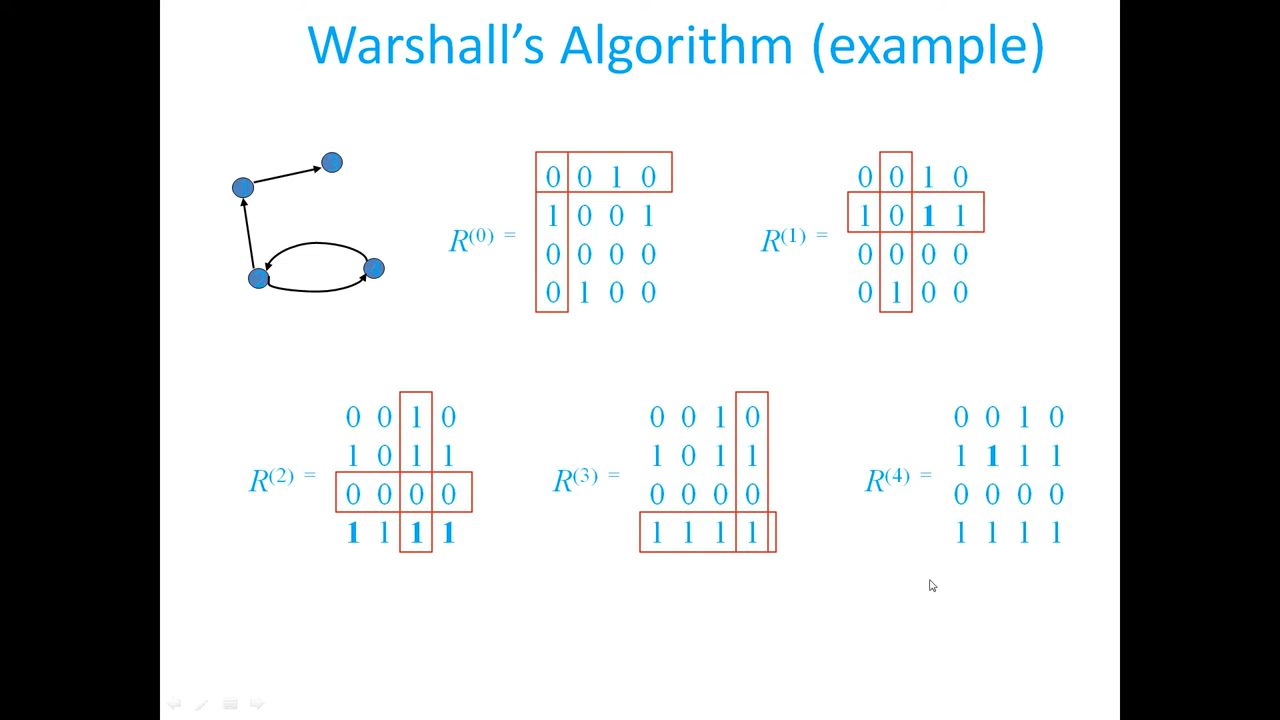 Warshall's Algorithm (example)
R(0) =
0 0 1 0
1 0 0 1
0 0 0 0
0 1 0 0
R(1) =
0 0 1 0
1 0 1 1
0 0 0 0
0 1 0 0
R(2) =
0 0 1 0
1 0 1 1
0 0 0 0
1 1 1 1
R(3) =
0 0 1 0
1 0 1 1
0 0 0 0
1 1 1 1
R(4) =
0 0 1 0
1 1 1 1
0 0 0 0
1 1 1 1